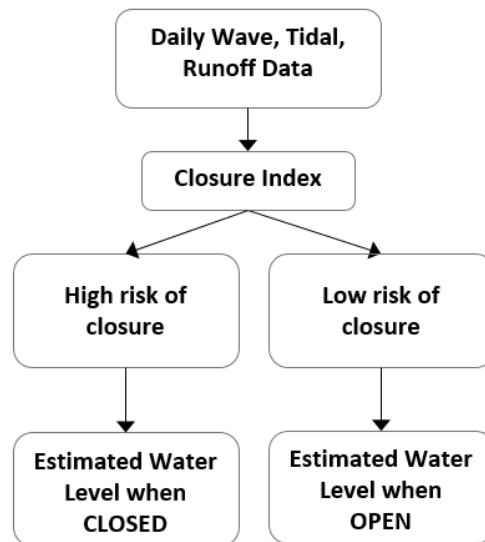 Daily Wave, Tidal,
Runoff Data
Closure Index
High risk of
closure
Low risk of
closure
Estimated Water
Level when
CLOSED
Estimated Water
Level when
OPEN